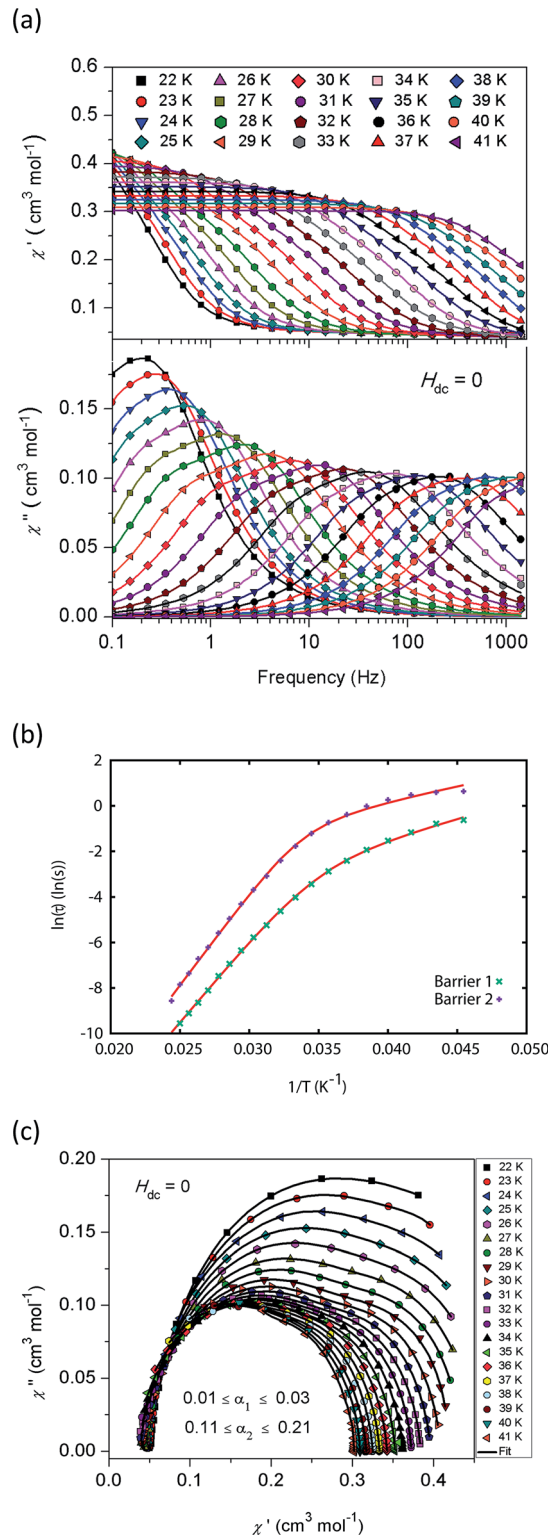 (a)
0.6
22 K 26 K 30 K 34 K 38 K
23 K 27 K 31 K 35 K 39 K
24 K 28 K 32 K 36 K 40 K
25 K 29 K 33 K 37 K 41 K
0.5
0.4
0.3
0.2
0.1
χ' ( cm³ mol⁻¹)
H_dc = 0
0.15
0.10
0.05
0.00
χ'' ( cm³ mol⁻¹)
0.1 1 10 100 1000
Frequency (Hz)
(b)
2
0
-2
-4
-6
-8
-10
ln(τ) (ln(s))
Barrier 1
Barrier 2
0.020 0.025 0.030 0.035 0.040 0.045 0.050
1/T (K⁻¹)
(c)
0.20
0.15
0.10
0.05
0.00
χ'' (cm³ mol⁻¹)
H_dc = 0
0.01 ≤ α₁ ≤ 0.03
0.11 ≤ α₂ ≤ 0.21
22 K
23 K
24 K
25 K
26 K
27 K
28 K
29 K
30 K
31 K
32 K
33 K
34 K
35 K
36 K
37 K
38 K
39 K
40 K
41 K
Fit
0.0 0.1 0.2 0.3 0.4
χ' (cm³ mol⁻¹)